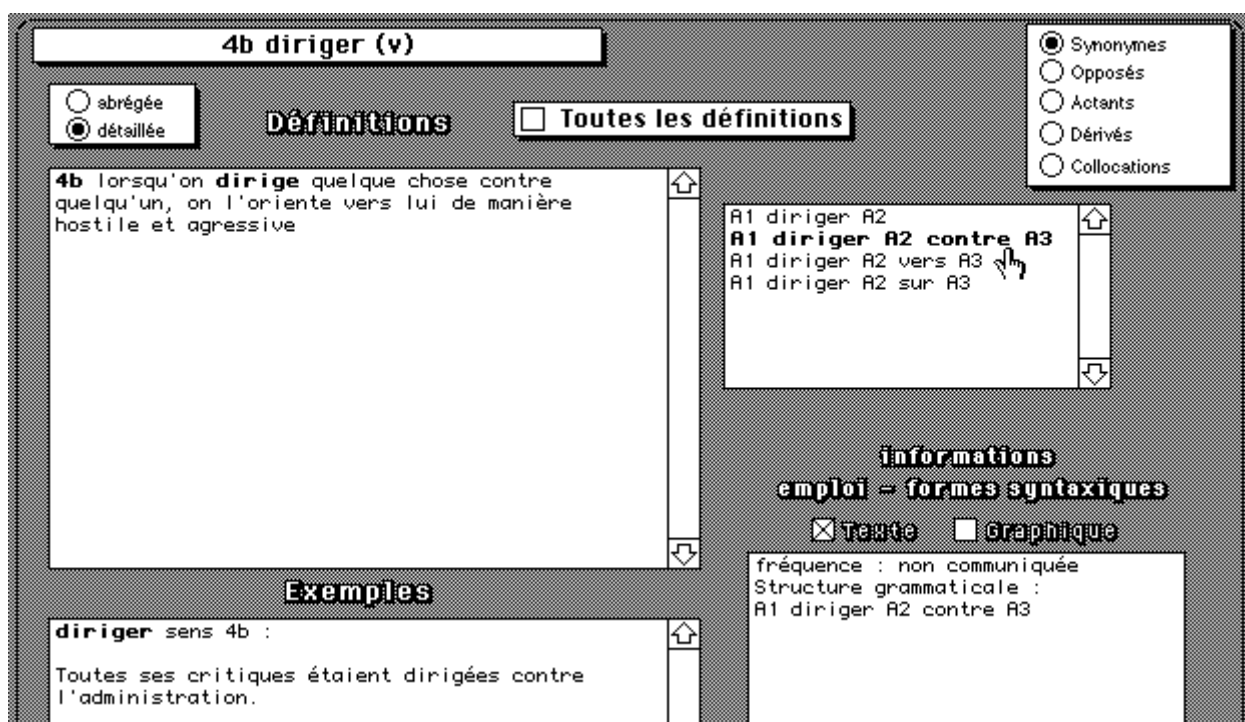 4b diriger (v)
abrégée
détaillée
Définitions
Toutes les définitions
Synonymes
Opposés
Actants
Dérivés
Collocations
4b lorsqu'on dirige quelque chose contre
quelqu'un, on l'oriente vers lui de manière
hostile et agressive
A1 diriger A2
A1 diriger A2 contre A3
A1 diriger A2 vers A3
A1 diriger A2 sur A3
informations
emploi - formes syntaxiques
Texte
Graphique
fréquence : non communiquée
Structure grammaticale :
A1 diriger A2 contre A3
Exemples
diriger sens 4b :
Toutes ses critiques étaient dirigées contre
l'administration.